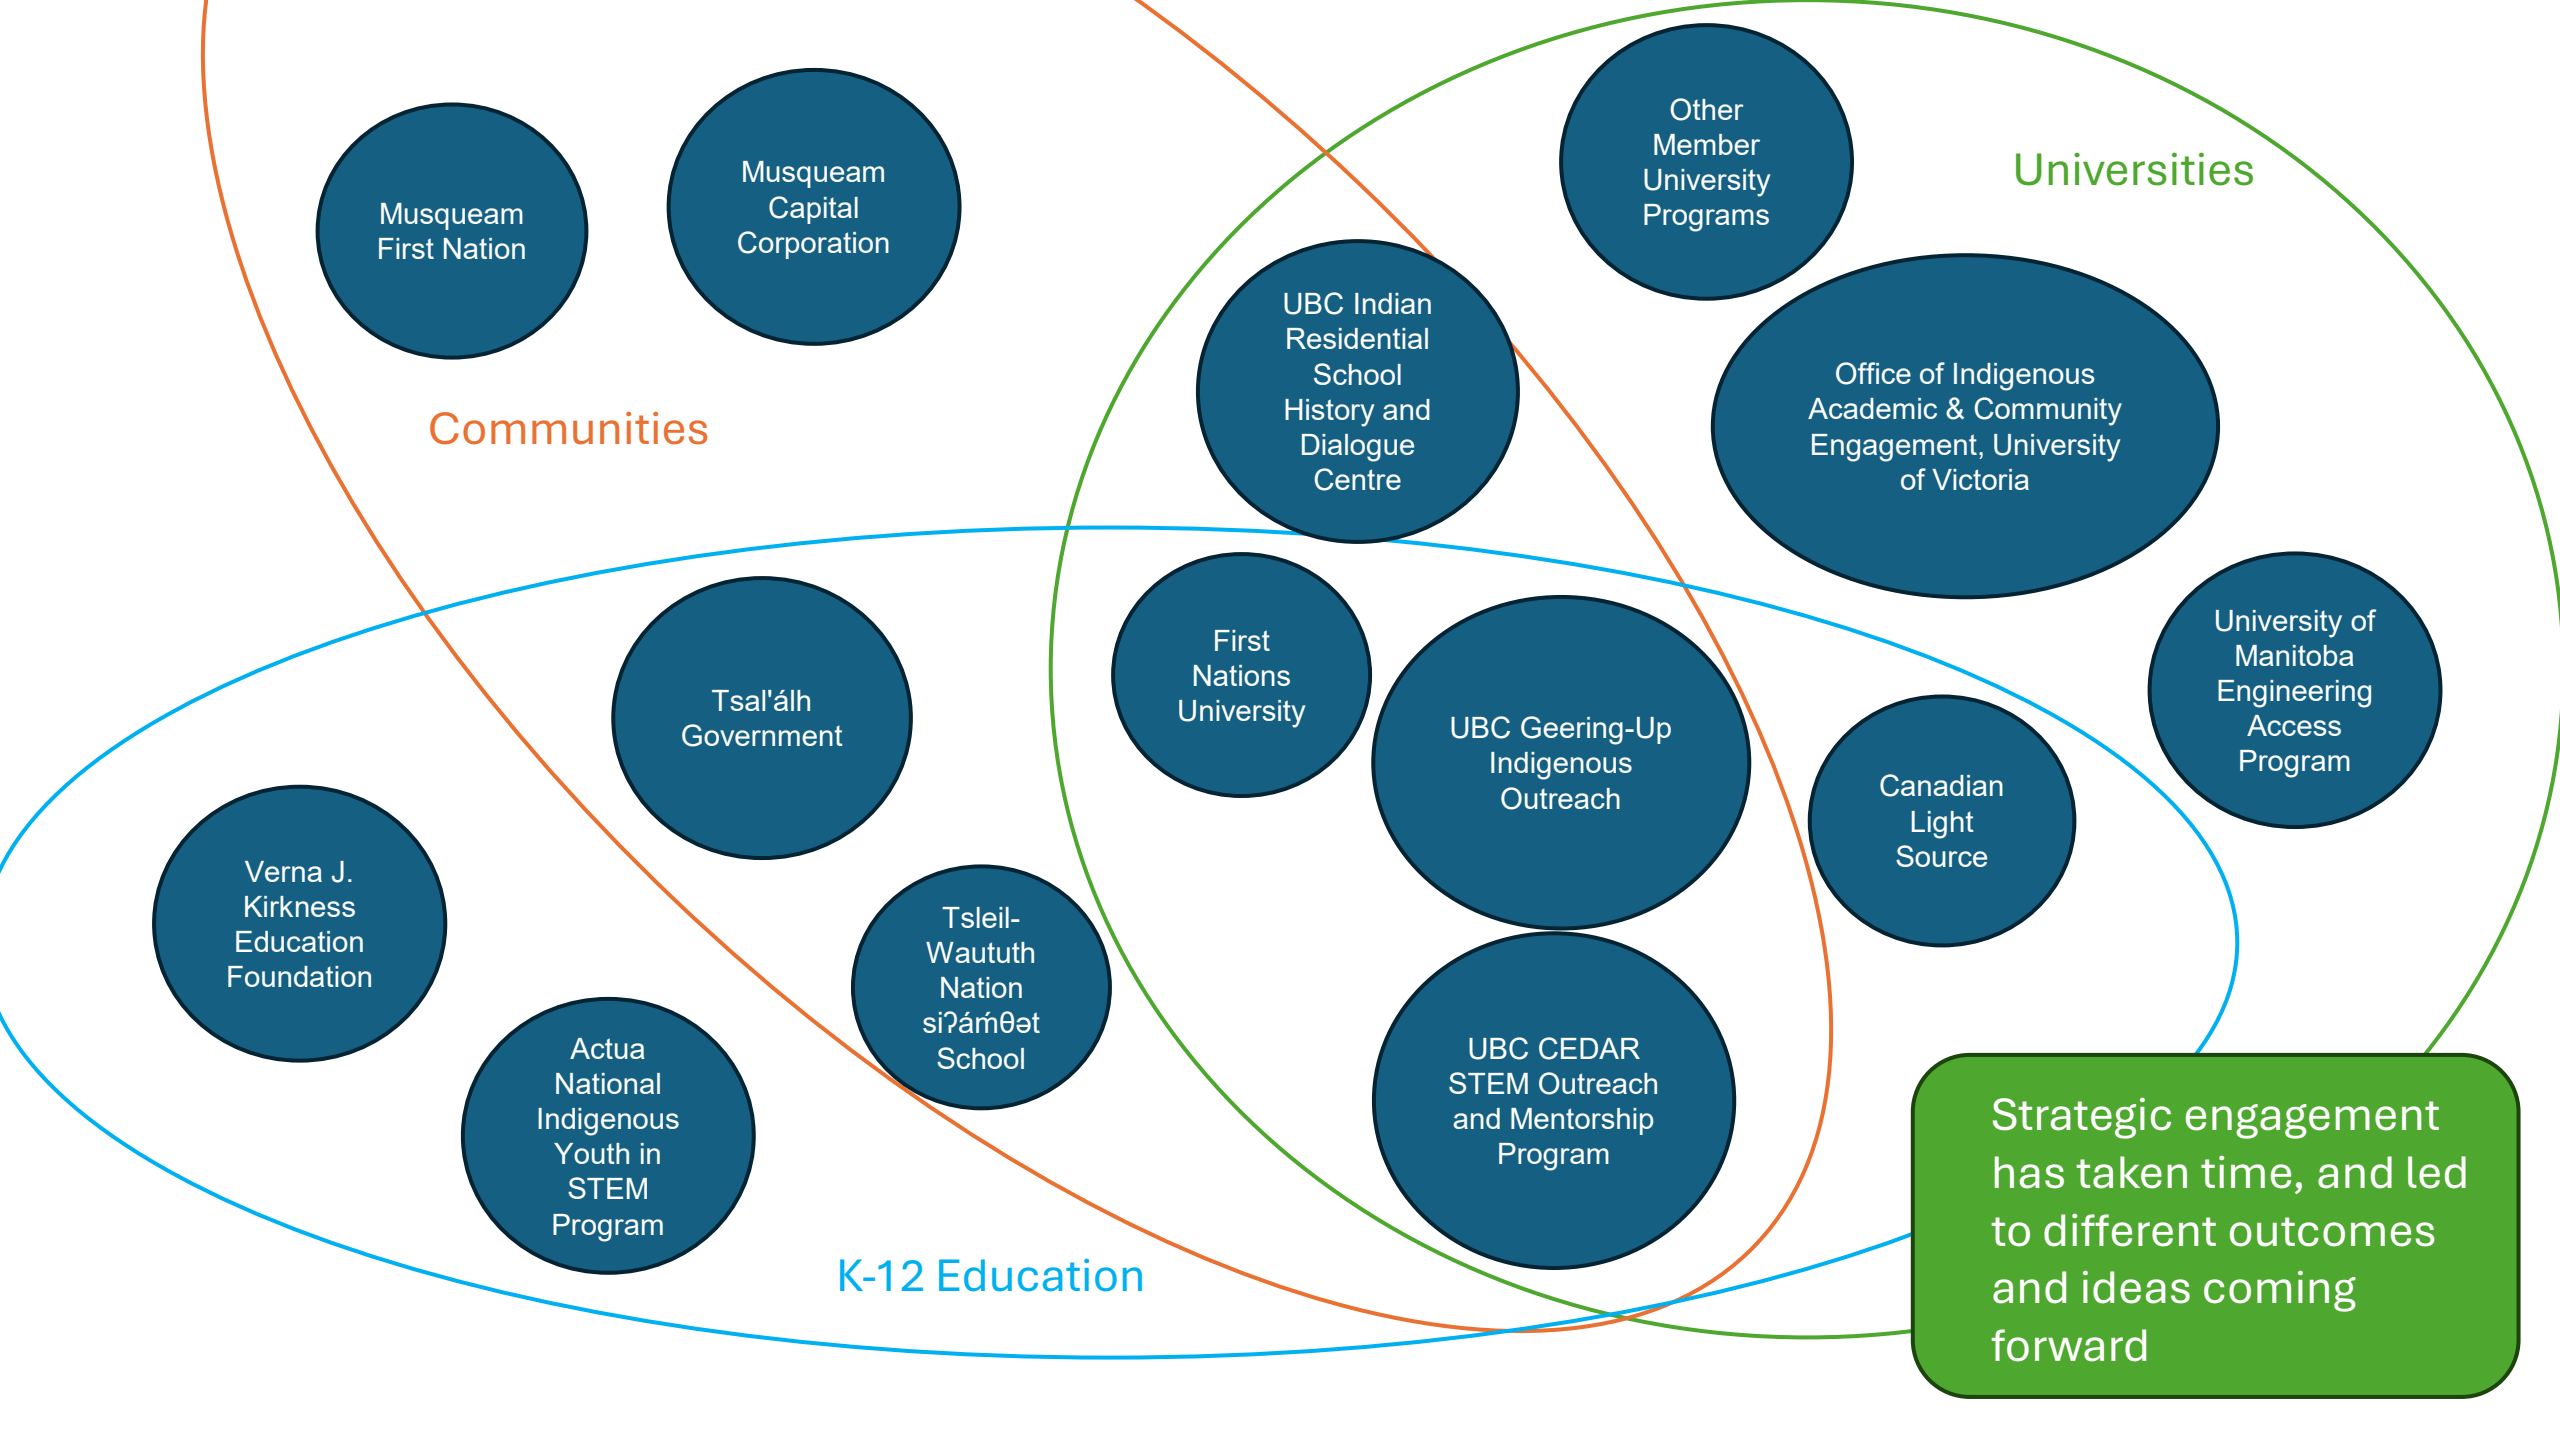 Musqueam
First Nation
Musqueam
Capital
Corporation
Communities
Other
Member
University
Programs
Universities
UBC Indian
Residential
School
History and
Dialogue
Centre
Office of Indigenous
Academic & Community
Engagement, University
of Victoria
First
Nations
University
University of
Manitoba
Engineering
Access
Program
Tsal'álh
Government
UBC Geering-Up
Indigenous
Outreach
Canadian
Light
Source
Verna J.
Kirkness
Education
Foundation
Tsleil-
Waututh
Nation
siʔáḿθət
School
Actua
National
Indigenous
Youth in
STEM
Program
UBC CEDAR
STEM Outreach
and Mentorship
Program
K-12 Education
Strategic engagement
has taken time, and led
to different outcomes
and ideas coming
forward